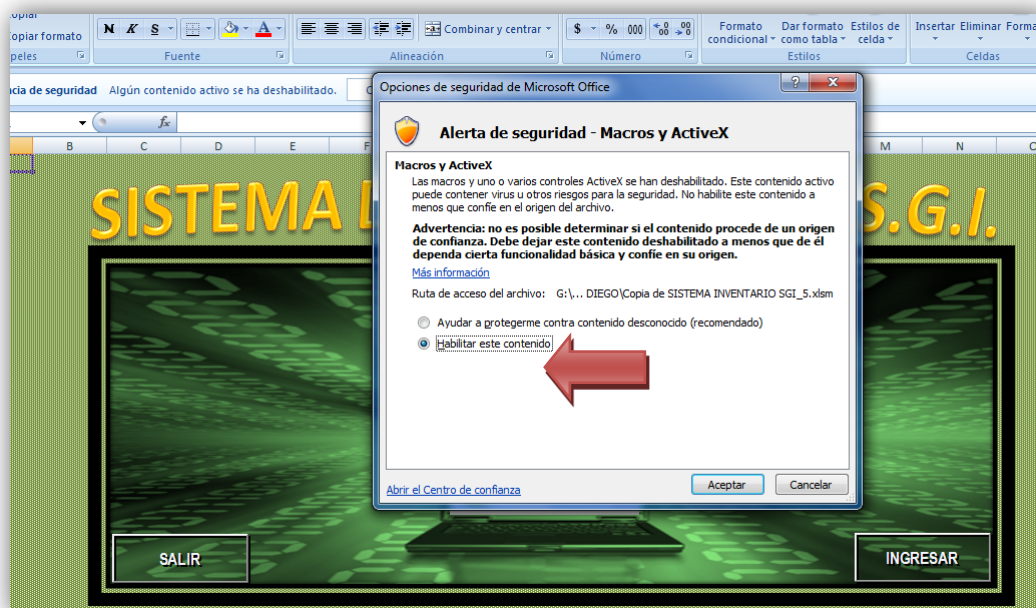 Copiar formato
N K S A
Combinar y centrar
$ % 000
Formato condicional
Dar formato como tabla
Estilos de celda
Insertar Eliminar
Fuente
Alineación
Número
Estilos
Celdas
de seguridad Algún contenido activo se ha deshabilitado.
fx
B C D E F M N O
SISTEMA
S.G.I.
Opciones de seguridad de Microsoft Office
Alerta de seguridad - Macros y ActiveX
Macros y ActiveX
Las macros y uno o varios controles ActiveX se han deshabilitado. Este contenido activo
puede contener virus u otros riesgos para la seguridad. No habilite este contenido a
menos que confíe en el origen del archivo.
Advertencia: no es posible determinar si el contenido procede de un origen
de confianza. Debe dejar este contenido deshabilitado a menos que de él
dependa cierta funcionalidad básica y confíe en su origen.
Más información
Ruta de acceso del archivo: G:\... DIEGO\Copia de SISTEMA INVENTARIO SGI_5.xlsm
Ayudar a protegerme contra contenido desconocido (recomendado)
Habilitar este contenido
Abrir el Centro de confianza
Aceptar
Cancelar
SALIR
INGRESAR